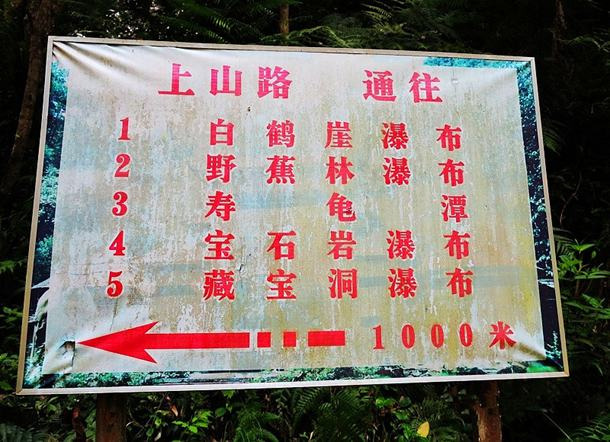 上山路 通往
1 白鹤崖瀑布
2 野蕉林瀑布
3 寿龟潭
4 宝石岩瀑布
5 藏宝洞瀑布
1000米